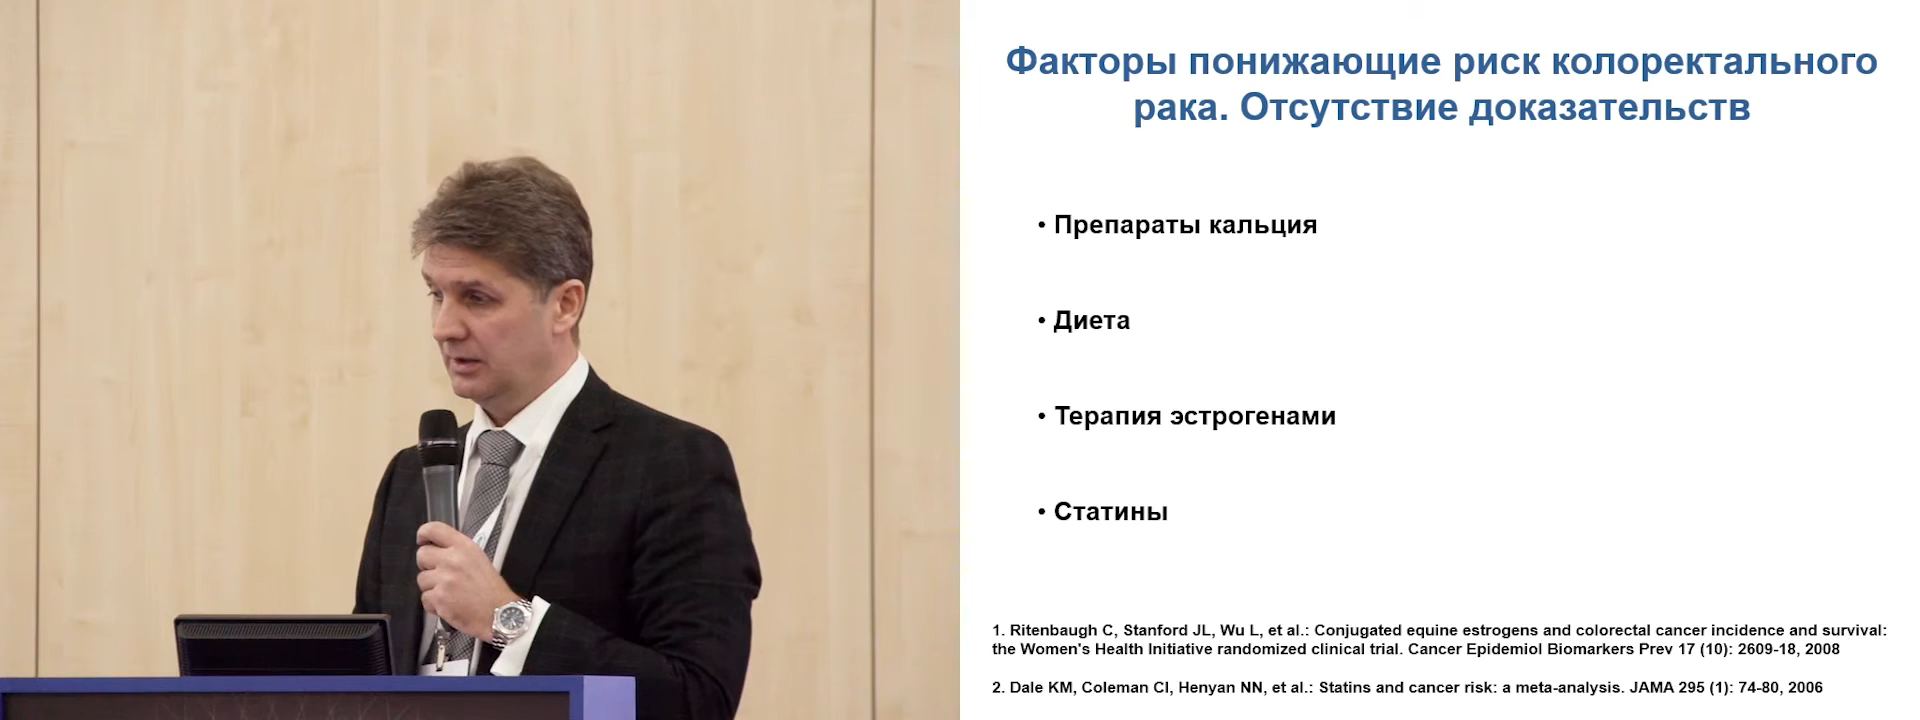 Факторы понижающие риск колоректального
рака. Отсутствие доказательств
• Препараты кальция
• Диета
• Терапия эстрогенами
• Статины
1. Ritenbaugh C, Stanford JL, Wu L, et al.: Conjugated equine estrogens and colorectal cancer incidence and survival:
the Women's Health Initiative randomized clinical trial. Cancer Epidemiol Biomarkers Prev 17 (10): 2609-18, 2008
2. Dale KM, Coleman CI, Henyan NN, et al.: Statins and cancer risk: a meta-analysis. JAMA 295 (1): 74-80, 2006